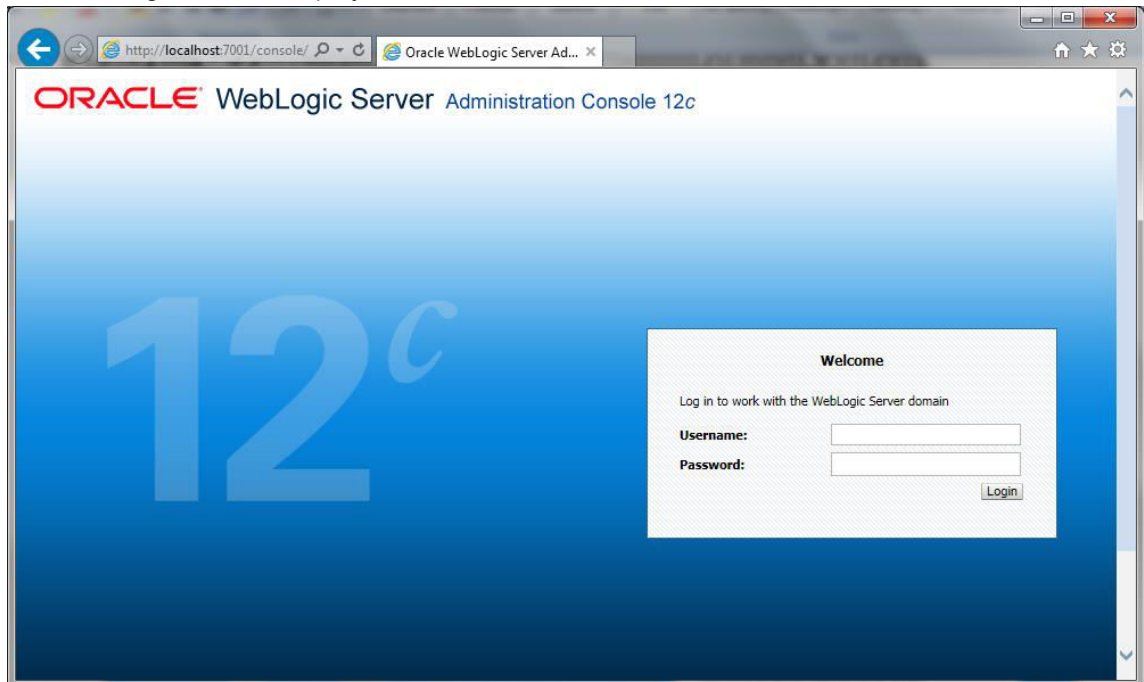 http://localhost:7001/console/
Oracle WebLogic Server Ad...
ORACLE WebLogic Server Administration Console 12c
12c
Welcome
Log in to work with the WebLogic Server domain
Username:
Password:
Login